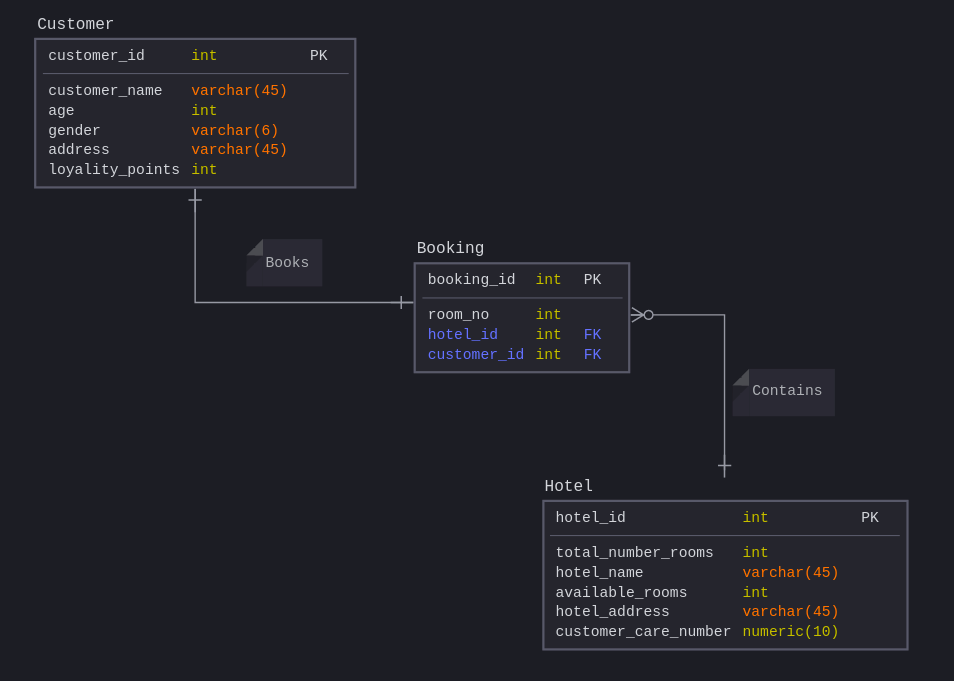 Customer
customer_id int PK
customer_name varchar(45)
age int
gender varchar(6)
address varchar(45)
loyality_points int
Books
Booking
booking_id int PK
room_no int
hotel_id int FK
customer_id int FK
Contains
Hotel
hotel_id int PK
total_number_rooms int
hotel_name varchar(45)
available_rooms int
hotel_address varchar(45)
customer_care_number numeric(10)